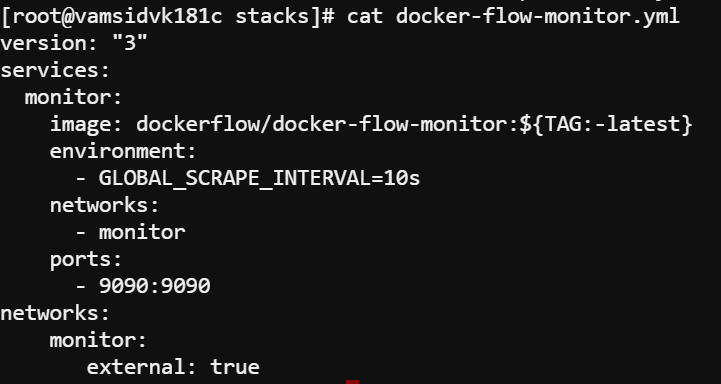 [root@vamsidvk181c stacks]# cat docker-flow-monitor.yml
version: "3"
services:
  monitor:
    image: dockerflow/docker-flow-monitor:${TAG:-latest}
    environment:
      - GLOBAL_SCRAPE_INTERVAL=10s
    networks:
      - monitor
    ports:
      - 9090:9090
networks:
    monitor:
       external: true